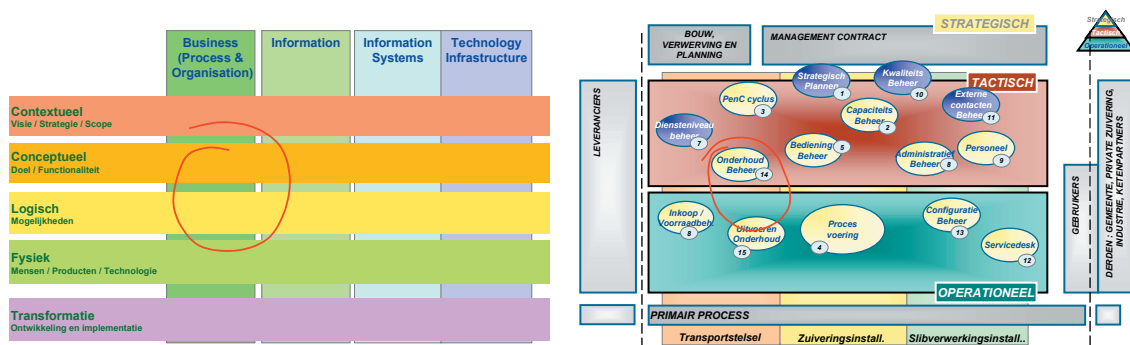 Business
(Process &
Organisation)
Information
Information
Systems
Technology
Infrastructure
Contextueel
Visie / Strategie / Scope
Conceptueel
Doel / Functionaliteit
Logisch
Mogelijkheden
Fysiek
Mensen / Producten / Technologie
Transformatie
Ontwikkeling en implementatie
STRATEGISCH
BOUW,
VERWERVING EN
PLANNING
MANAGEMENT CONTRACT
Strategisch
Tactisch
Operationeel
LEVERANCIERS
TACTISCH
Strategisch
Plannen
1
Kwaliteits
Beheer
10
PenC cyclus
3
Capaciteits
Beheer
2
Externe
contacten
Beheer
11
Diensteniveau
beheer
7
Bediening
Beheer
5
Onderhoud
Beheer
14
Administratief
Beheer
8
Personeel
9
Inkoop /
Voorraadbeh.
8
Uitvoeren
Onderhoud
15
Proces
voering
4
Configuratie
Beheer
13
Servicedesk
12
OPERATIONEEL
GEBRUIKERS
DERDEN : GEMEENTE, PRIVATE ZUIVERING,
INDUSTRIE, KETENPARTNERS
PRIMAIR PROCESS
Transportstelsel
Zuiveringsinstall.
Slibverwerkingsinstall..